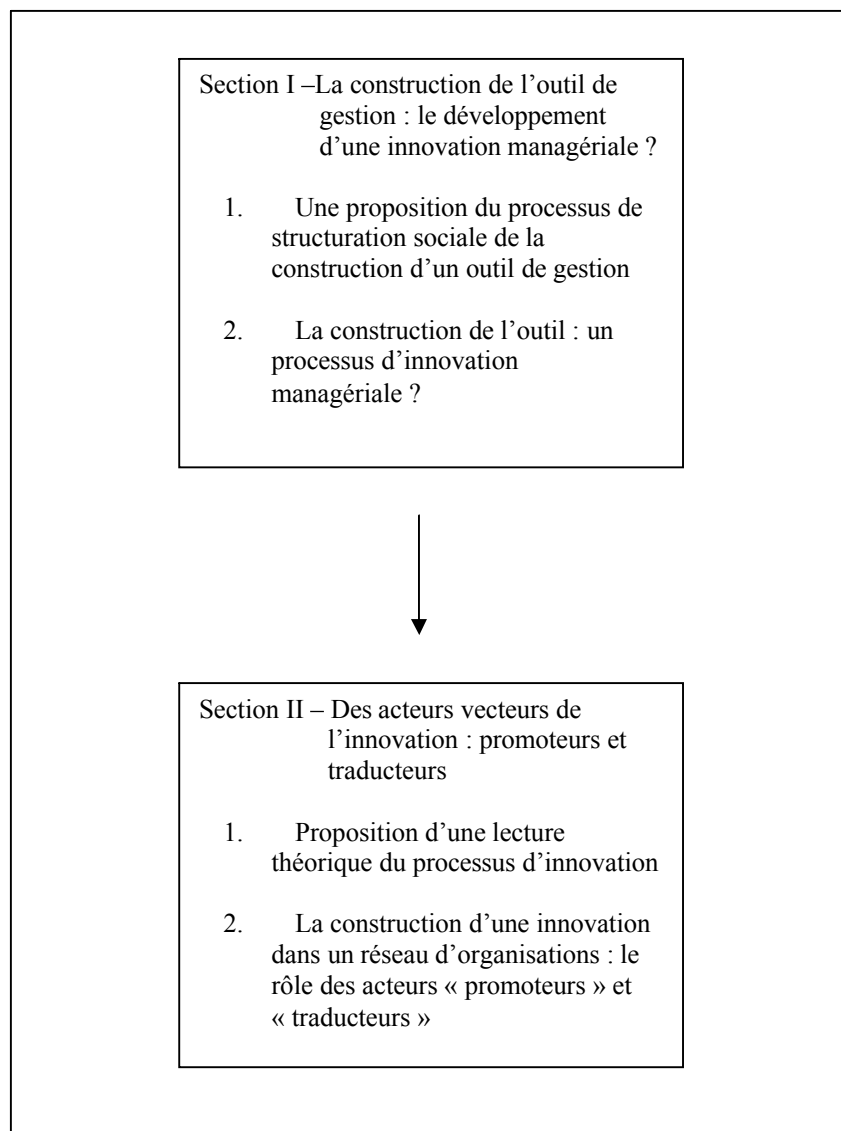 Section I –La construction de l’outil de
gestion : le développement
d’une innovation managériale ?
1. Une proposition du processus de
structuration sociale de la
construction d’un outil de gestion
2. La construction de l’outil : un
processus d’innovation
managériale ?
Section II – Des acteurs vecteurs de
l’innovation : promoteurs et
traducteurs
1. Proposition d’une lecture
théorique du processus d’innovation
2. La construction d’une innovation
dans un réseau d’organisations : le
rôle des acteurs « promoteurs » et
« traducteurs »